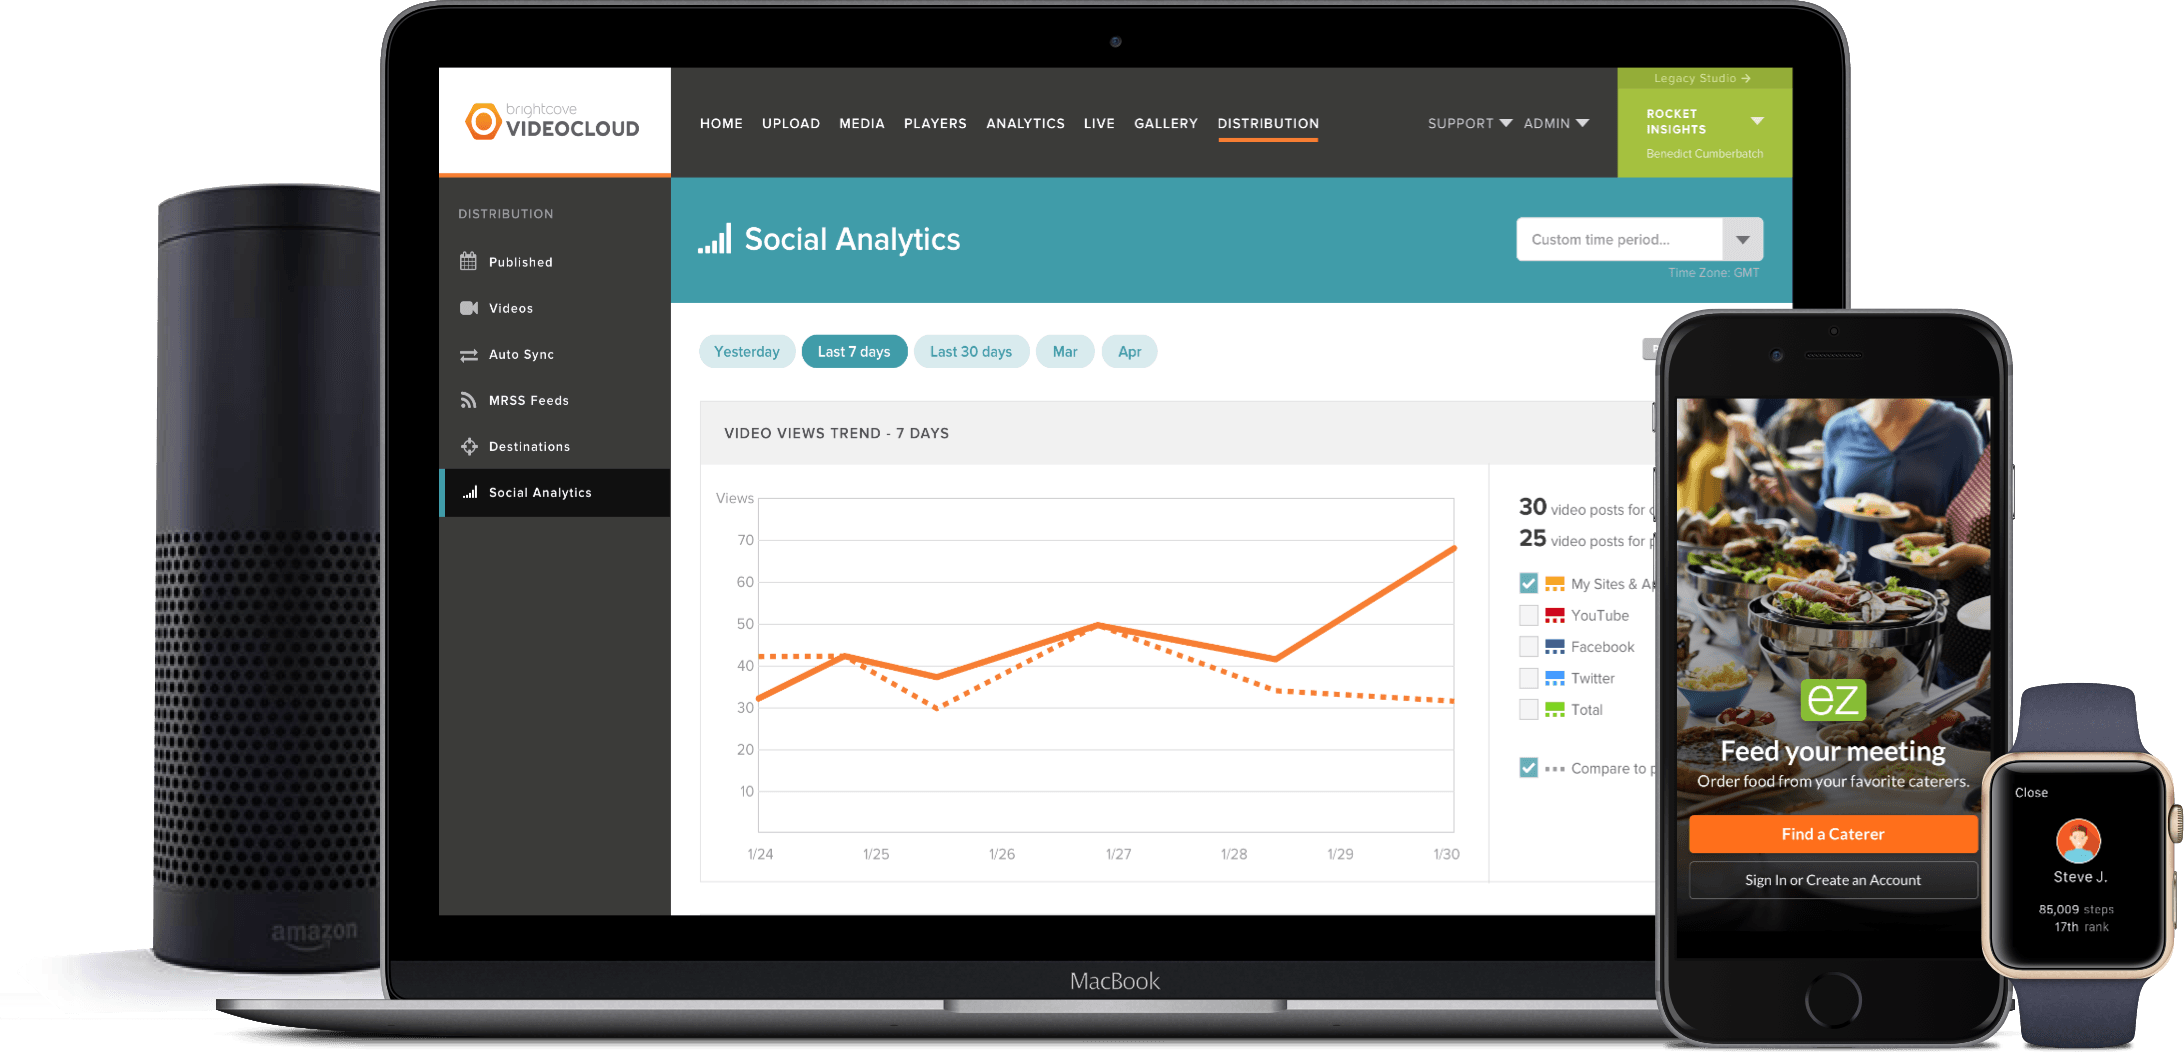 brightcove
VIDEOCLOUD
HOME UPLOAD MEDIA PLAYERS ANALYTICS LIVE GALLERY DISTRIBUTION
SUPPORT ADMIN
Legacy Studio →
ROCKET
INSIGHTS
Benedict Cumberbatch
DISTRIBUTION
Published
Videos
Auto Sync
MRSS Feeds
Destinations
Social Analytics
Social Analytics
Custom time period...
Time Zone: GMT
Yesterday Last 7 days Last 30 days Mar Apr
VIDEO VIEWS TREND - 7 DAYS
Views
70
60
50
40
30
20
10
1/24 1/25 1/26 1/27 1/28 1/29 1/30
30 video posts for
25 video posts for
My Sites &
YouTube
Facebook
Twitter
Total
Compare to
MacBook
amazon
ez
Feed your meeting
Order food from your favorite caterers.
Find a Caterer
Sign In or Create an Account
Close
Steve J.
85,009 steps
17th rank